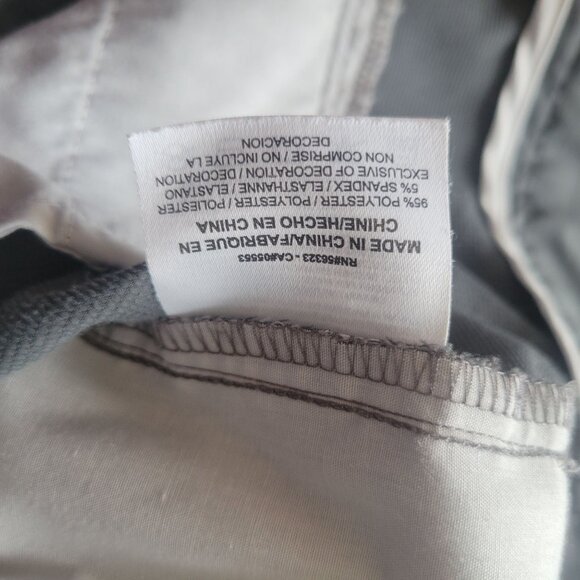 RN#56323 - CA#05553
MADE IN CHINA/FABRIQUE EN
CHINE/HECHO EN CHINA
95% POLYESTER / POLYESTER
5% SPANDEX / ELASTHANNE / ELASTANO
EXCLUSIVE OF DECORATION / DECORATION
NON COMPRISE / NO INCLUYE LA
DECORACION